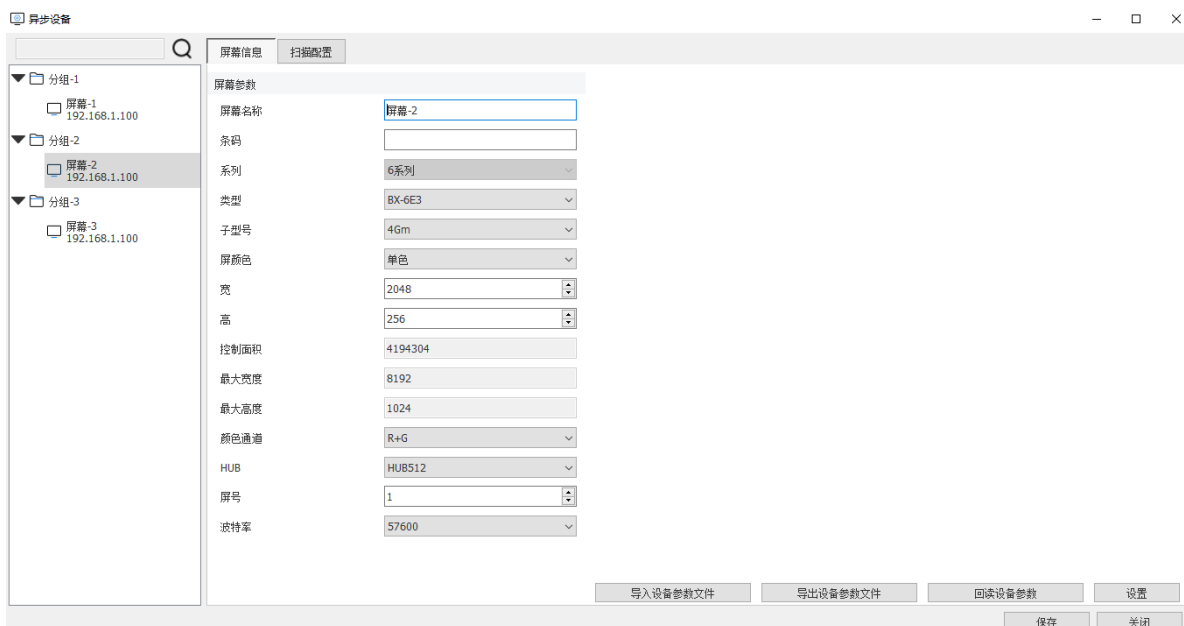 异步设备
屏幕信息 扫描配置
分组-1
屏幕-1
192.168.1.100
分组-2
屏幕-2
192.168.1.100
分组-3
屏幕-3
192.168.1.100
屏幕参数
屏幕名称 屏幕-2
条码
系列 6系列
类型 BX-6E3
子型号 4Gm
屏颜色 单色
宽 2048
高 256
控制面积 4194304
最大宽度 8192
最大高度 1024
颜色通道 R+G
HUB HUB512
屏号 1
波特率 57600
导入设备参数文件 导出设备参数文件 回读设备参数 设置
保存 关闭